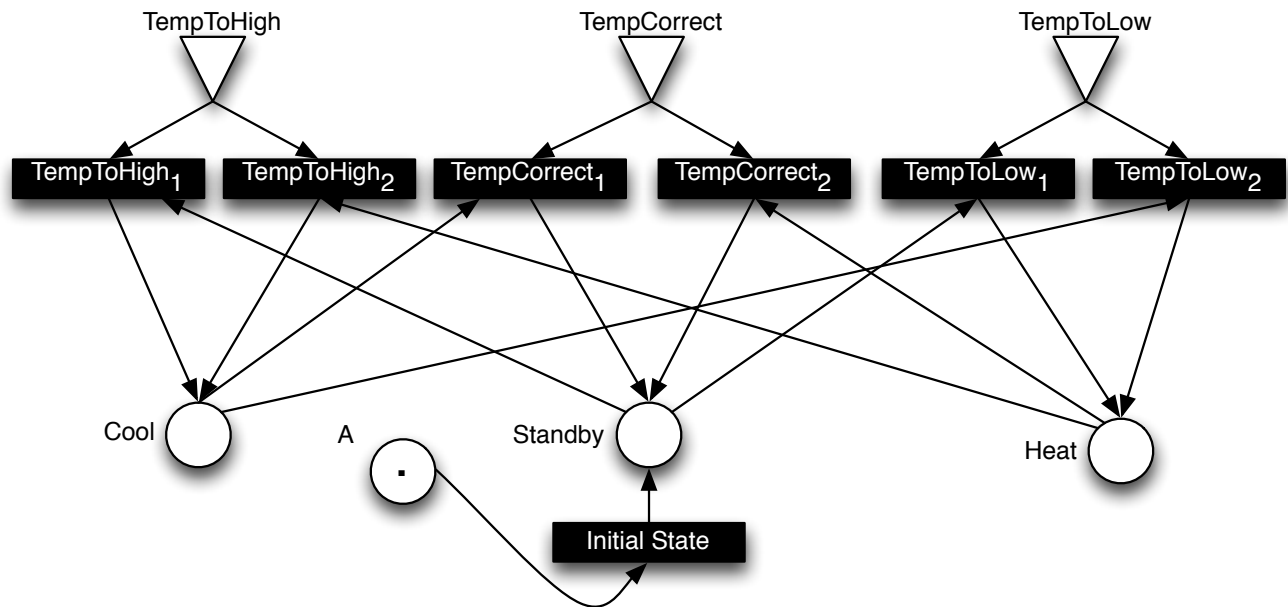 TempToHigh
TempCorrect
TempToLow
TempToHigh₁
TempToHigh₂
TempCorrect₁
TempCorrect₂
TempToLow₁
TempToLow₂
Cool
A
Standby
Heat
Initial State